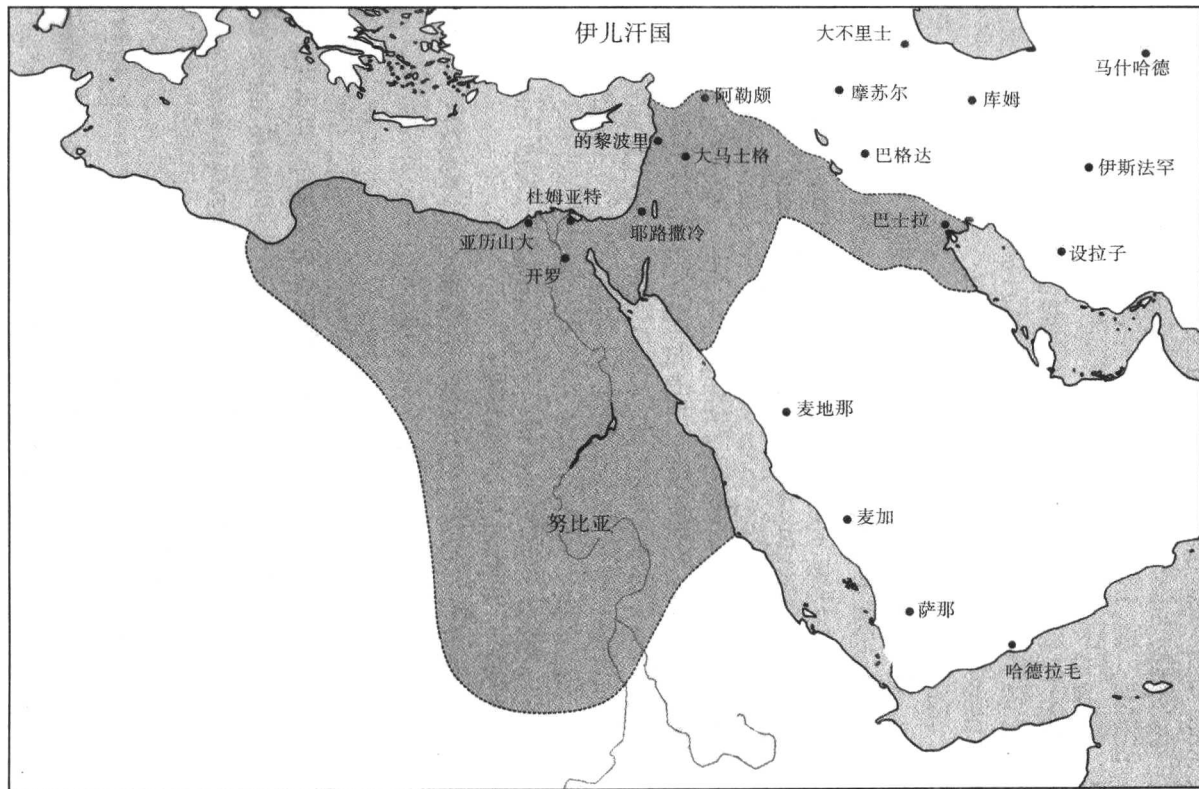 伊儿汗国
大不里士
马什哈德
阿勒颇
摩苏尔
库姆
的黎波里
大马士格
巴格达
伊斯法罕
杜姆亚特
亚历山大
耶路撒冷
巴士拉
开罗
设拉子
麦地那
麦加
努比亚
萨那
哈德拉毛